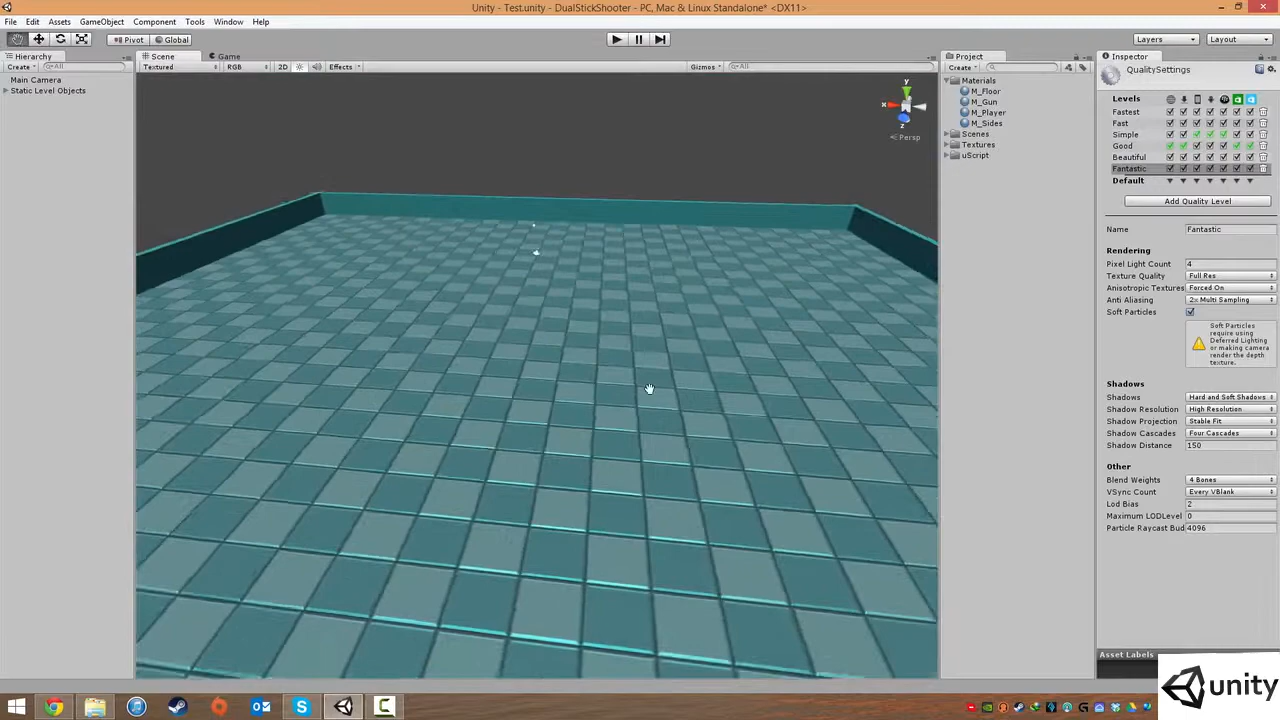 Unity - Test.unity - DualStickShooter - PC, Mac & Linux Standalone* <DX11>
File Edit Assets GameObject Component Tools Window Help
Pivot Global Layers Layout
Hierarchy Scene Game Project Inspector
Create All Textured RGB 2D Effects Gizmos All Create
Main Camera
Static Level Objects
y
x
z
Persp
Materials
M_Floor
M_Gun
M_Player
M_Sides
Scenes
Textures
uScript
QualitySettings
Levels
Fastest
Fast
Simple
Good
Beautiful
Fantastic
Default
Add Quality Level
Name Fantastic
Rendering
Pixel Light Count 4
Texture Quality Full Res
Anisotropic Textures Forced On
Anti Aliasing 2x Multi Sampling
Soft Particles
Soft Particles
require using
Deferred Lighting
or making camera
render the depth
texture.
Shadows
Shadows Hard and Soft Shadows
Shadow Resolution High Resolution
Shadow Projection Stable Fit
Shadow Cascades Four Cascades
Shadow Distance 150
Other
Blend Weights 4 Bones
VSync Count Every VBlank
Lod Bias 2
Maximum LODLevel 0
Particle Raycast Bud 4096
Asset Labels
unity